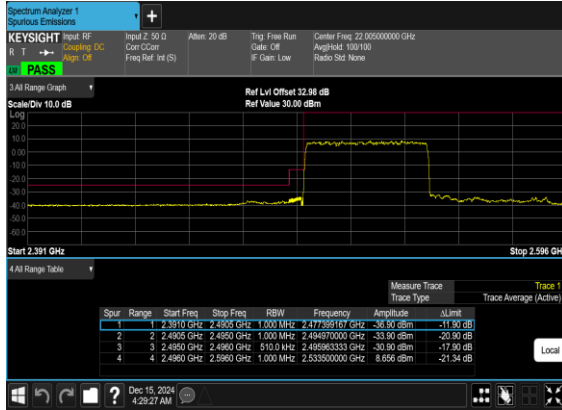 Spectrum Analyzer 1
Spurious Emissions
KEYSIGHT
R T
PASS
Input: RF
Coupling: DC
Align: Off
Input Z: 50 Ω
Corr CCorr
Freq Ref: Int (S)
Atten: 20 dB
Trig: Free Run
Gate: Off
IF Gain: Low
Center Freq: 22.005000000 GHz
Avg|Hold: 100/100
Radio Std: None
3 All Range Graph
Scale/Div 10.0 dB
Ref Lvl Offset 32.98 dB
Ref Value 30.00 dBm
Log
20.0
10.0
0.00
-10.0
-20.0
-30.0
-40.0
-50.0
-60.0
Start 2.391 GHz
Stop 2.596 GH
4 All Range Table
Measure Trace Trace 1
Trace Type Trace Average (Active)
Spur Range Start Freq Stop Freq RBW Frequency Amplitude ΔLimit
1 1 2.3910 GHz 2.4905 GHz 1.000 MHz 2.477399167 GHz -36.90 dBm -11.90 dB
2 2 2.4905 GHz 2.4950 GHz 1.000 MHz 2.494970000 GHz -33.90 dBm -20.90 dB
3 3 2.4950 GHz 2.4960 GHz 510.0 kHz 2.495963333 GHz -30.90 dBm -17.90 dB
4 4 2.4960 GHz 2.5960 GHz 1.000 MHz 2.533500000 GHz 8.656 dBm -21.34 dB
Local
Dec 15, 2024
4:29:27 AM